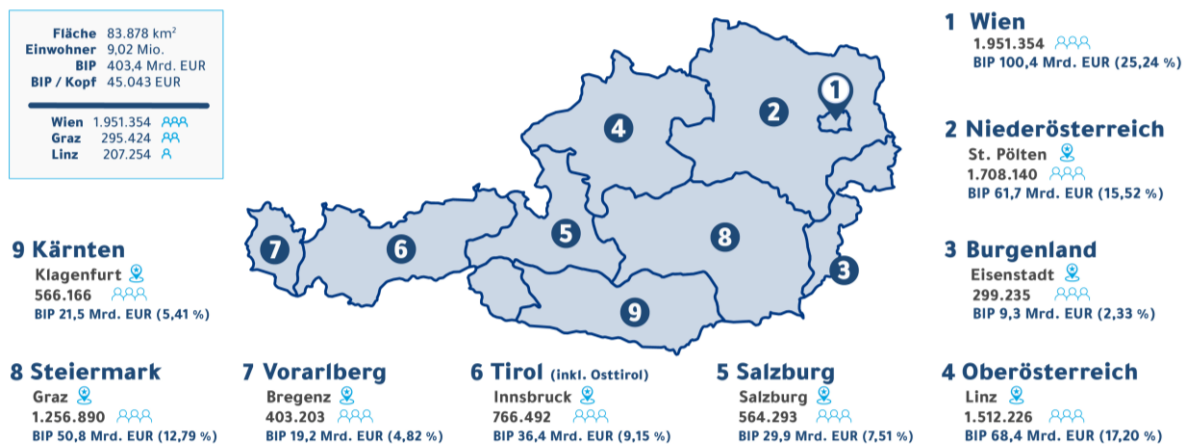 Fläche 83.878 km²
Einwohner 9,02 Mio.
BIP 403,4 Mrd. EUR
BIP / Kopf 45.043 EUR
Wien 1.951.354
Graz 295.424
Linz 207.254
1 Wien
1.951.354
BIP 100,4 Mrd. EUR (25,24 %)
2 Niederösterreich
St. Pölten
1.708.140
BIP 61,7 Mrd. EUR (15,52 %)
3 Burgenland
Eisenstadt
299.235
BIP 9,3 Mrd. EUR (2,33 %)
4 Oberösterreich
Linz
1.512.226
BIP 68,4 Mrd. EUR (17,20 %)
5 Salzburg
Salzburg
564.293
BIP 29,9 Mrd. EUR (7,51 %)
6 Tirol (inkl. Osttirol)
Innsbruck
766.492
BIP 36,4 Mrd. EUR (9,15 %)
7 Vorarlberg
Bregenz
403.203
BIP 19,2 Mrd. EUR (4,82 %)
8 Steiermark
Graz
1.256.890
BIP 50,8 Mrd. EUR (12,79 %)
9 Kärnten
Klagenfurt
566.166
BIP 21,5 Mrd. EUR (5,41 %)
1
2
4
5
6
7
8
3
9